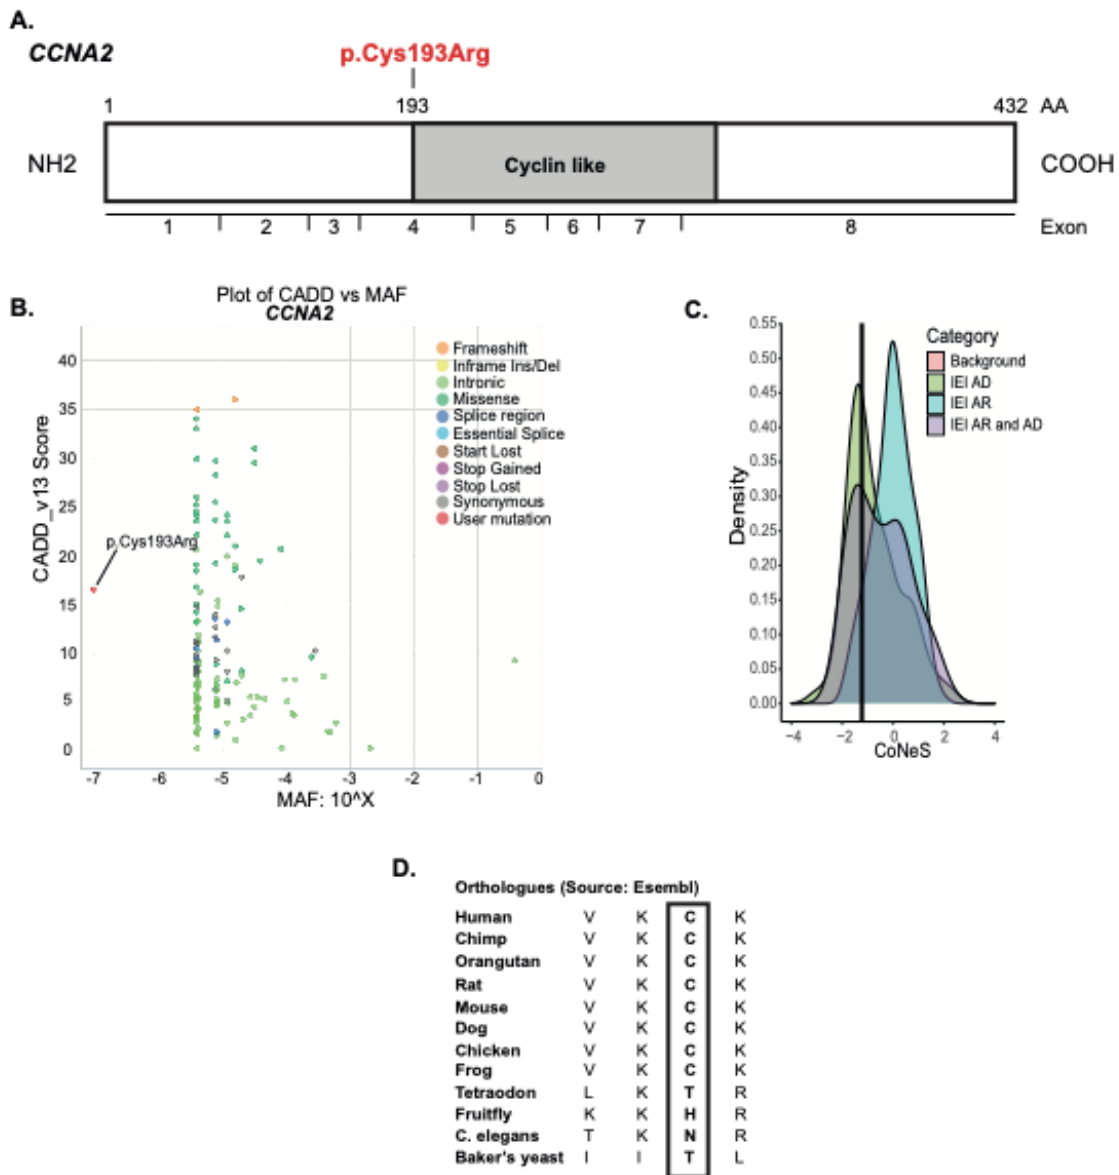 A.
CCNA2
p.Cys193Arg
1 193 432 AA
NH2 Cyclin like COOH
1 2 3 4 5 6 7 8 Exon
B.
Plot of CADD vs MAF
CCNA2
CADD_v13 Score
40
35
30
25
20
15
10
5
0
p.Cys193Arg
Frameshift
Inframe Ins/Del
Intronic
Missense
Splice region
Essential Splice
Start Lost
Stop Gained
Stop Lost
Synonymous
User mutation
-7 -6 -5 -4 -3 -2 -1 0
MAF: 10^X
C.
Density
0.55
0.50
0.45
0.40
0.35
0.30
0.25
0.20
0.15
0.10
0.05
0.00
Category
Background
IEI AD
IEI AR
IEI AR and AD
−4 −2 0 2 4
CoNeS
D.
Orthologues (Source: Esembl)
Human V K C K
Chimp V K C K
Orangutan V K C K
Rat V K C K
Mouse V K C K
Dog V K C K
Chicken V K C K
Frog V K C K
Tetraodon L K T R
Fruitfly K K H R
C. elegans T K N R
Baker's yeast I I T L